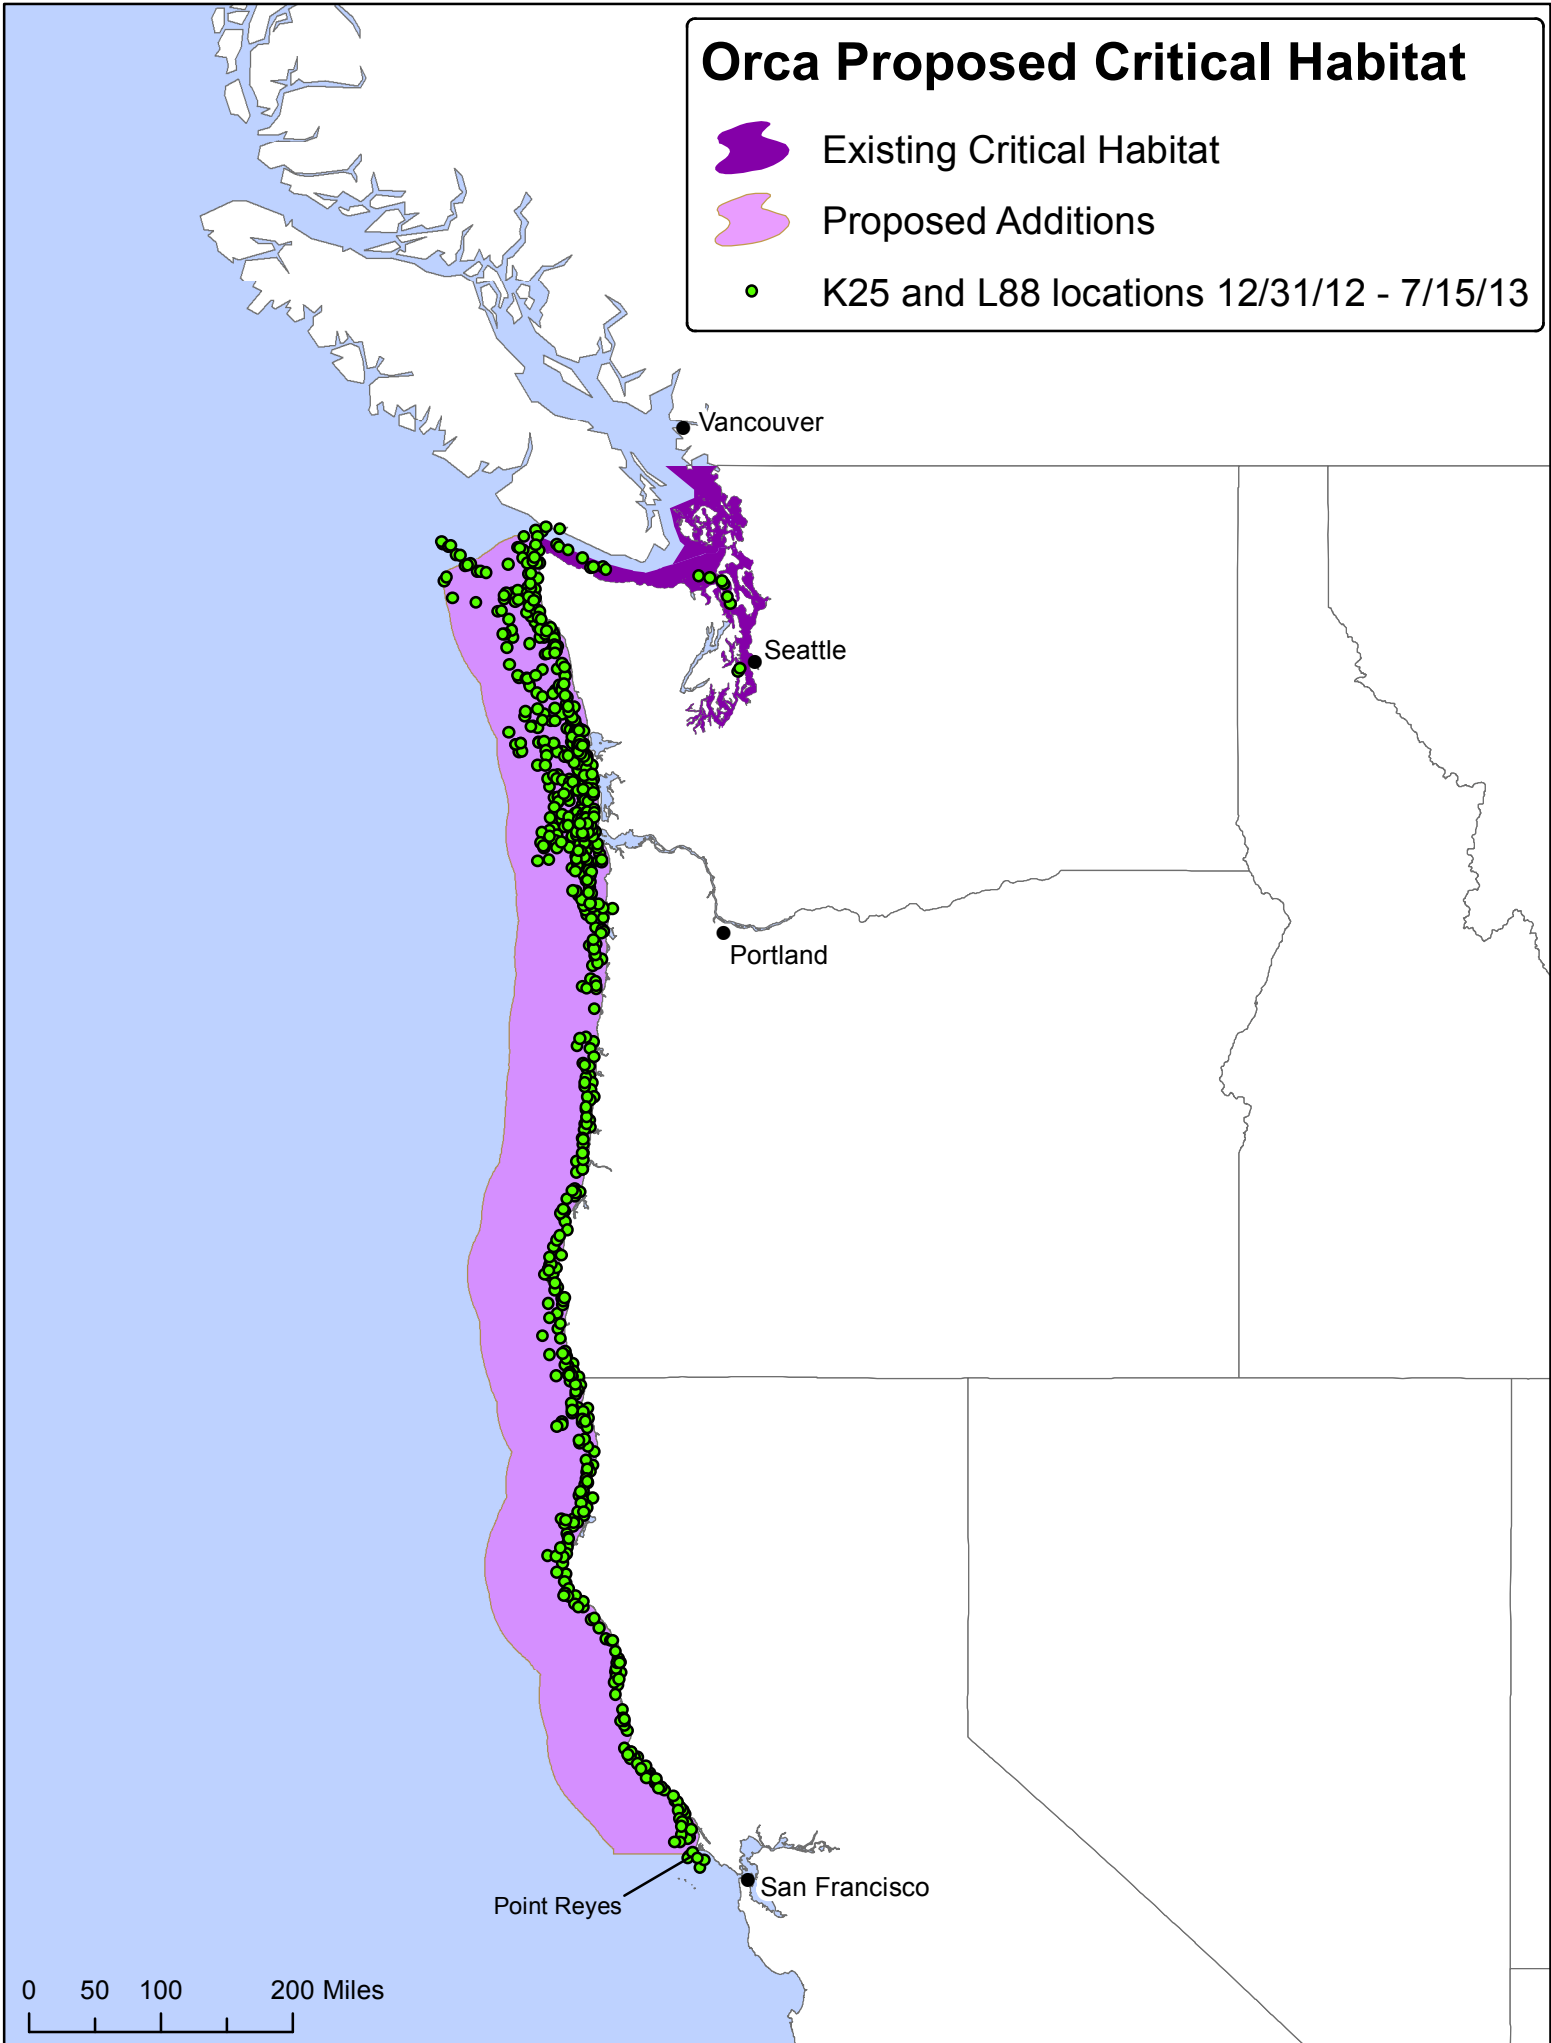 Orca Proposed Critical Habitat
Existing Critical Habitat
Proposed Additions
K25 and L88 locations 12/31/12 - 7/15/13
Vancouver
Seattle
Portland
San Francisco
Point Reyes
0 50 100 200 Miles